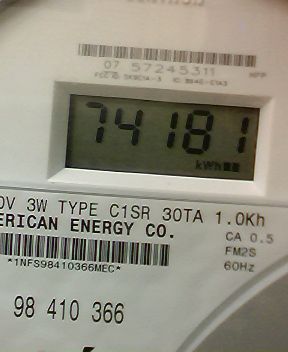 07 57245311
74181
kWh
0V 3W TYPE C1SR 30TA 1.0Kh
ERICAN ENERGY CO.
CA 0.5
*1NFS98410366MEC*
FM2S
60Hz
98 410 366